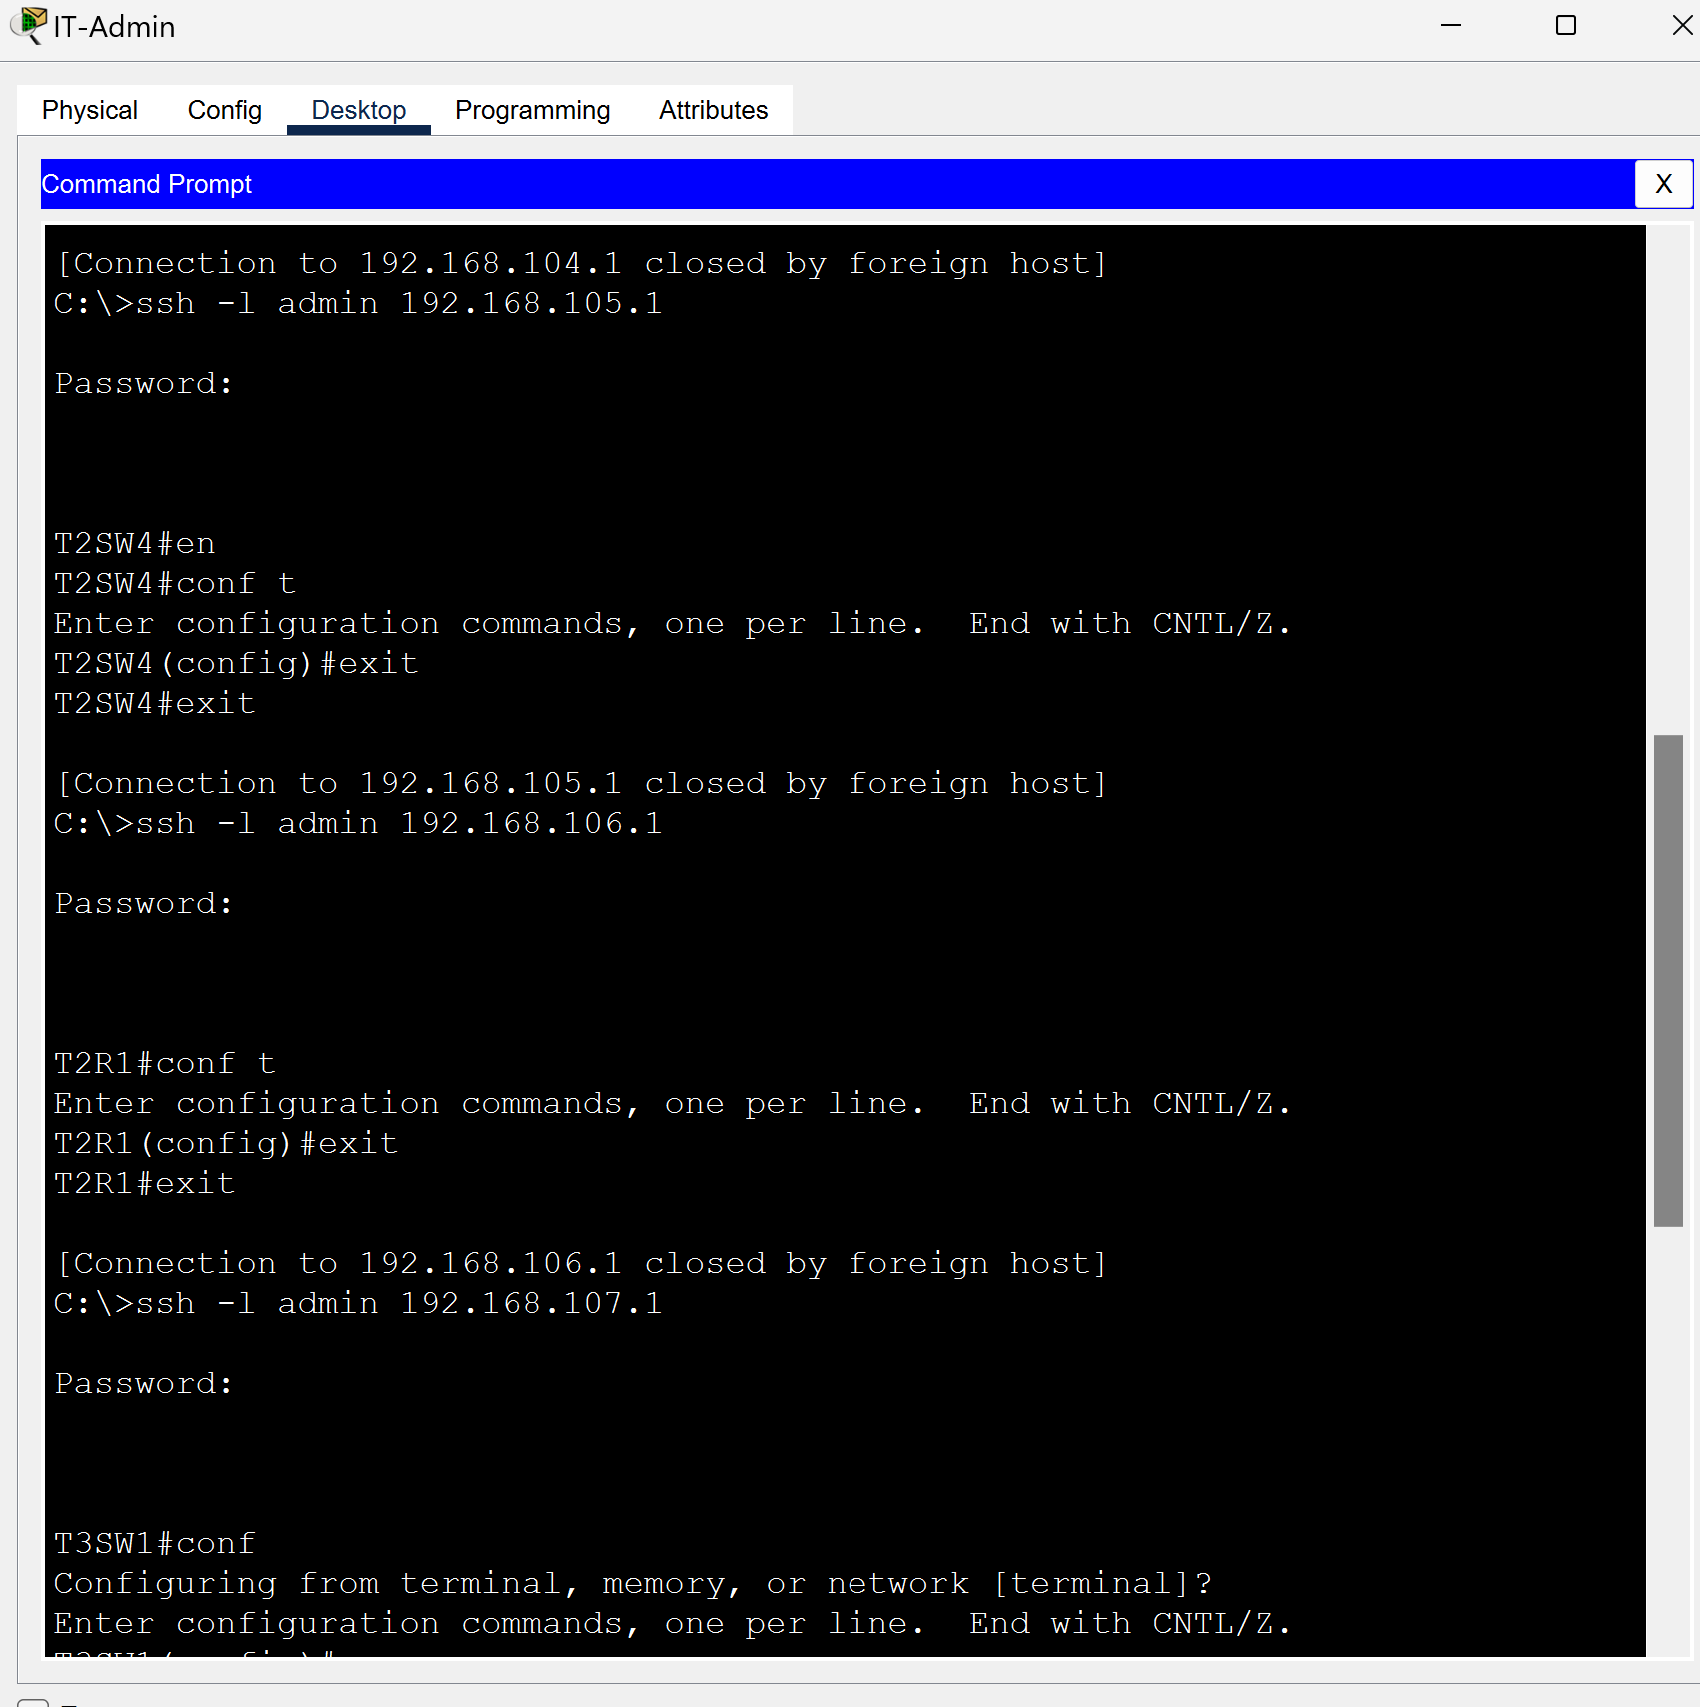 IT-Admin
Physical Config Desktop Programming Attributes
Command Prompt X
[Connection to 192.168.104.1 closed by foreign host]
C:\>ssh -l admin 192.168.105.1
Password:
T2SW4#en
T2SW4#conf t
Enter configuration commands, one per line.  End with CNTL/Z.
T2SW4(config)#exit
T2SW4#exit
[Connection to 192.168.105.1 closed by foreign host]
C:\>ssh -l admin 192.168.106.1
Password:
T2R1#conf t
Enter configuration commands, one per line.  End with CNTL/Z.
T2R1(config)#exit
T2R1#exit
[Connection to 192.168.106.1 closed by foreign host]
C:\>ssh -l admin 192.168.107.1
Password:
T3SW1#conf
Configuring from terminal, memory, or network [terminal]?
Enter configuration commands, one per line.  End with CNTL/Z.